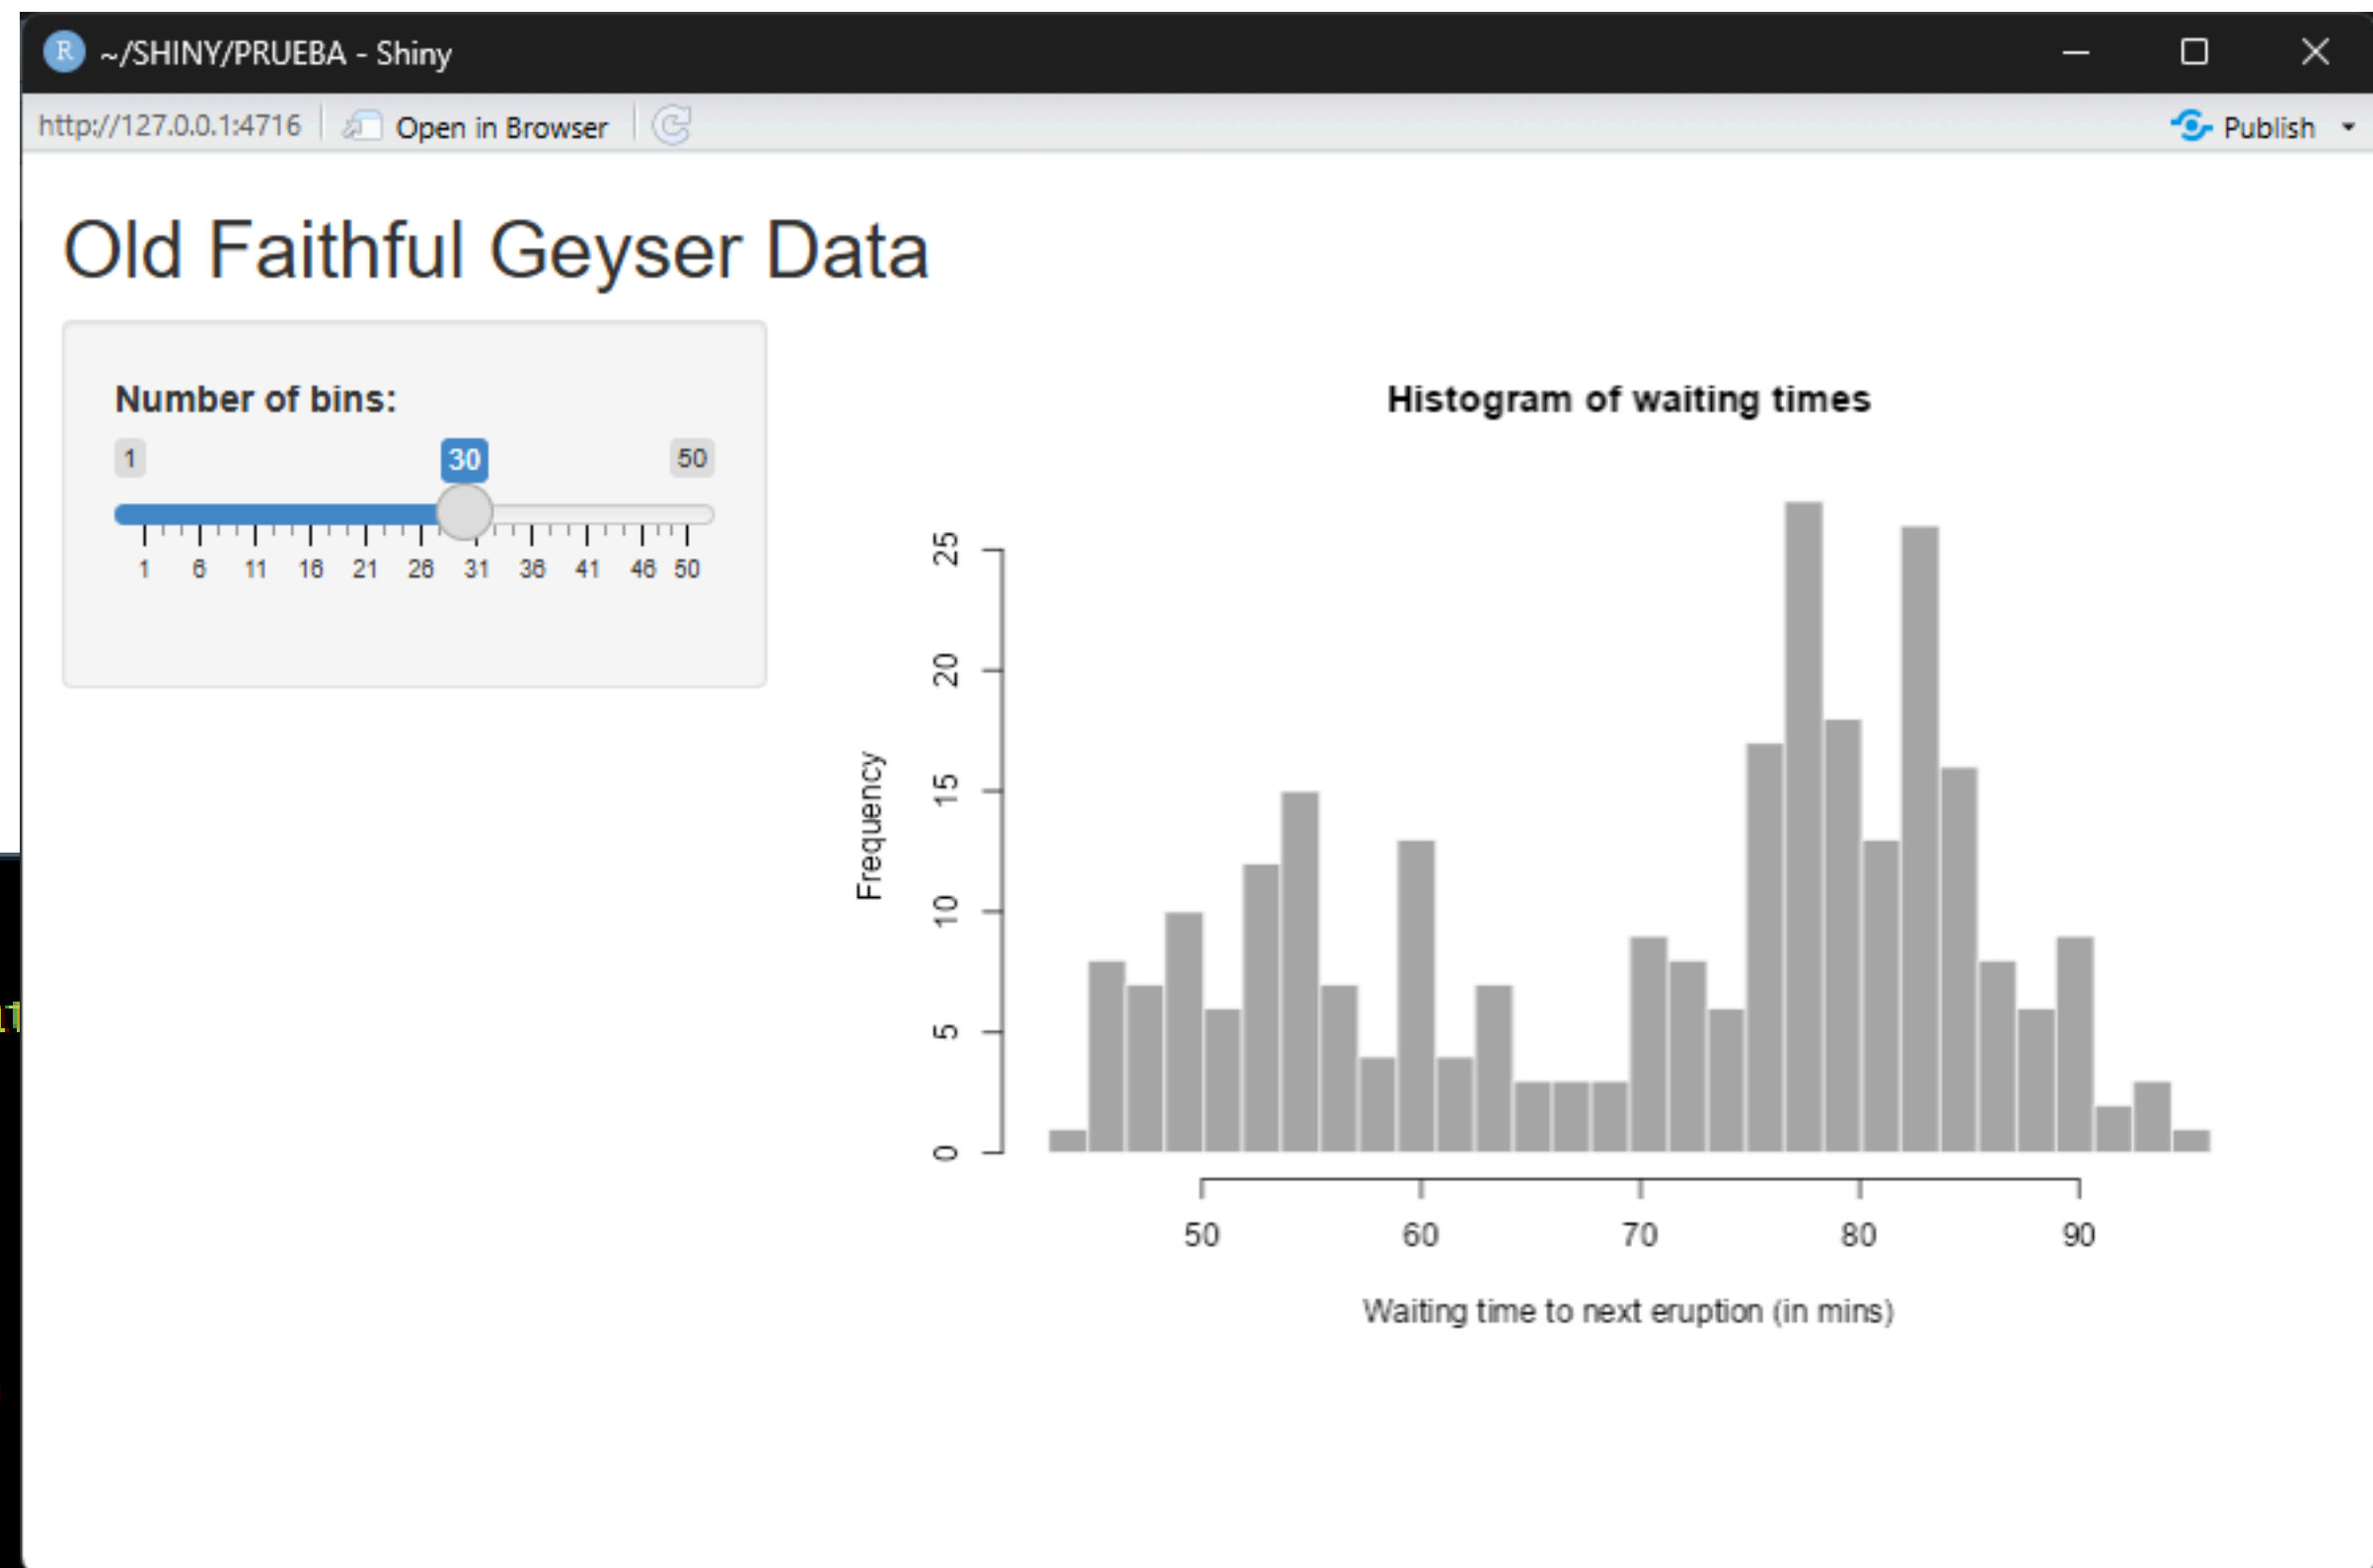 R ~/SHINY/PRUEBA - Shiny
http://127.0.0.1:4716 Open in Browser Publish
Old Faithful Geyser Data
Number of bins:
1 30 50
1 6 11 16 21 26 31 36 41 46 50
Histogram of waiting times
Frequency
25
20
15
10
5
0
50 60 70 80 90
Waiting time to next eruption (in mins)